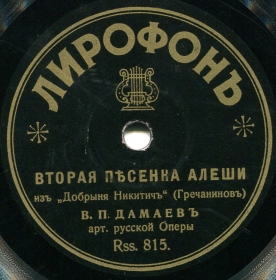 ЛИРОФОНЪ
ВТОРАЯ ПѢСЕНКА АЛЕШИ
изъ „Добрыня Никитичъ" (Гречаниновъ)
В. П. ДАМАЕВЪ
арт. русской Оперы
Rss. 815.